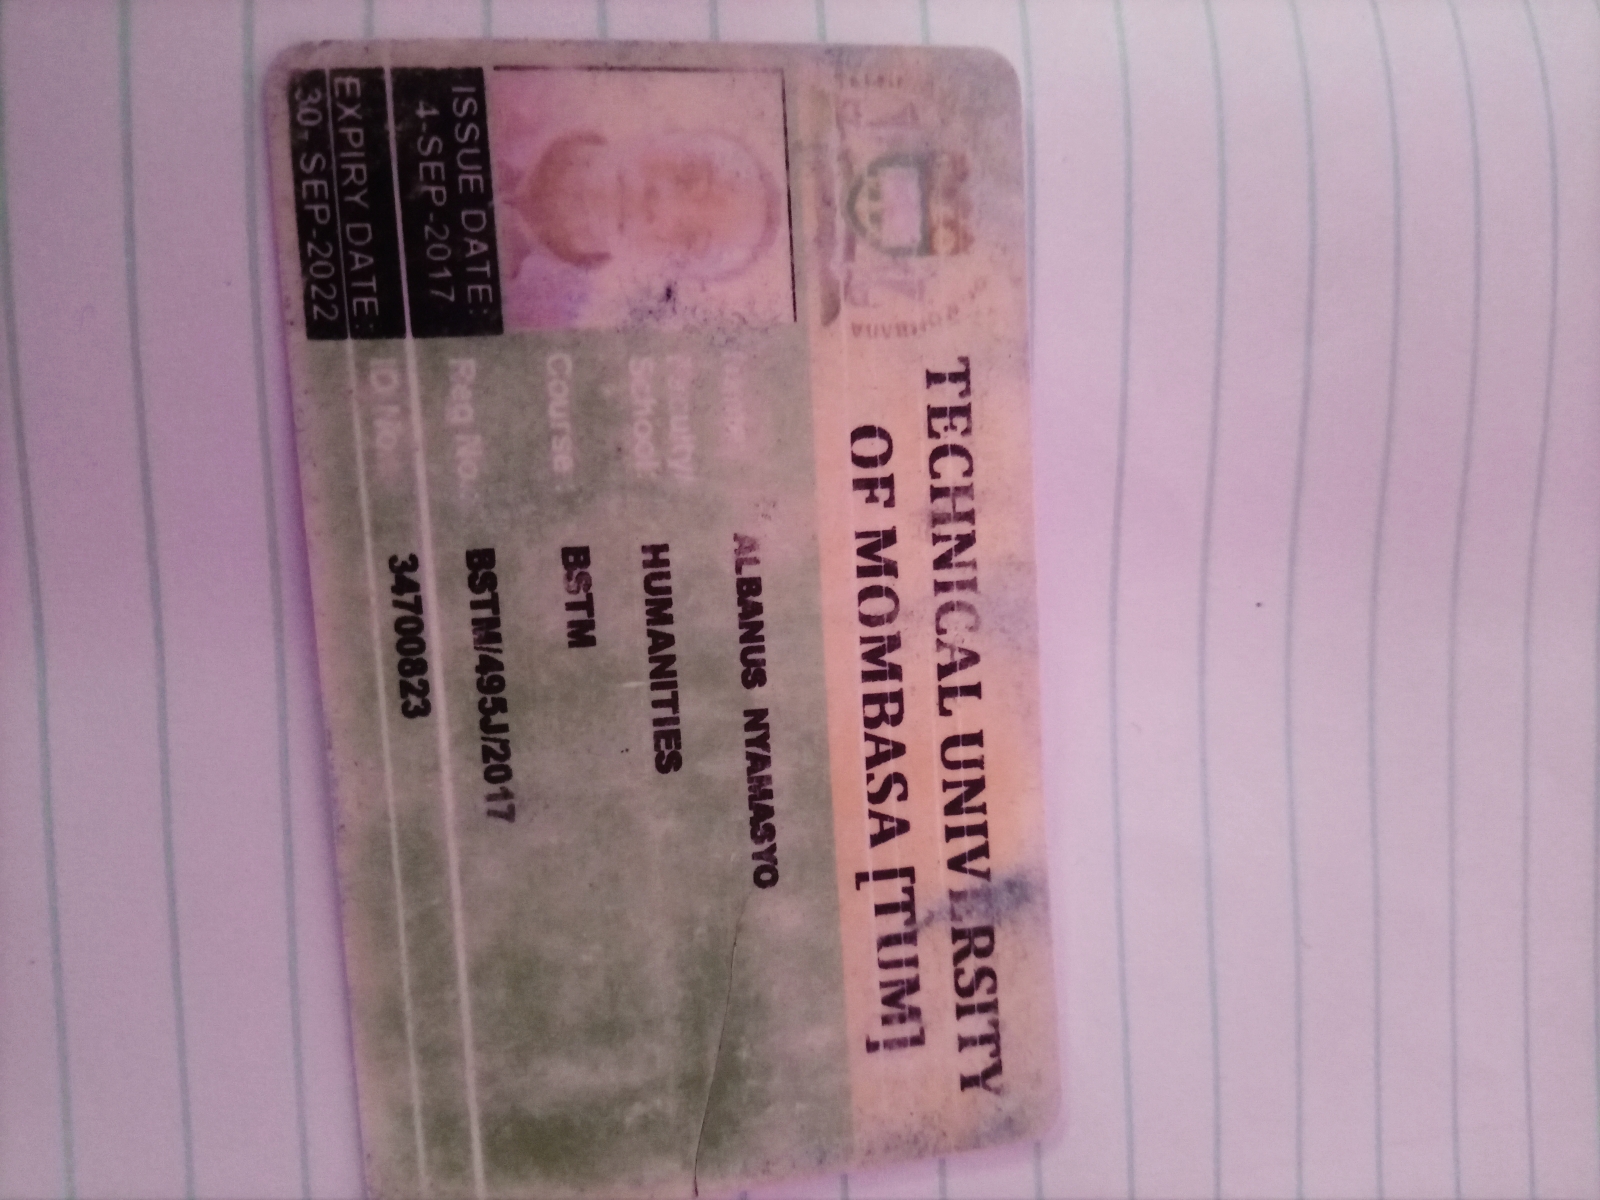 TECHNICAL UNIVERSITY
OF MOMBASA [TUM]
ALBANUS NYAMASYO
Faculty/
School: HUMANITIES
Course: BSTM
Reg No.: BSTM/495J/2017
ID No. 34700823
ISSUE DATE:
4-SEP-2017
EXPIRY DATE:
30, SEP-2022